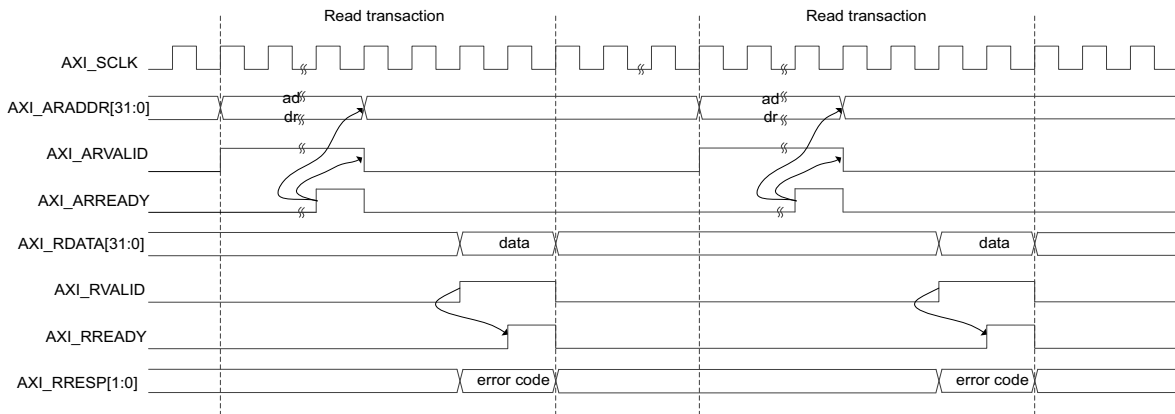 Read transaction Read transaction
AXI_SCLK
AXI_ARADDR[31:0] ad dr ad dr
AXI_ARVALID
AXI_ARREADY
AXI_RDATA[31:0] data data
AXI_RVALID
AXI_RREADY
AXI_RRESP[1:0] error code error code